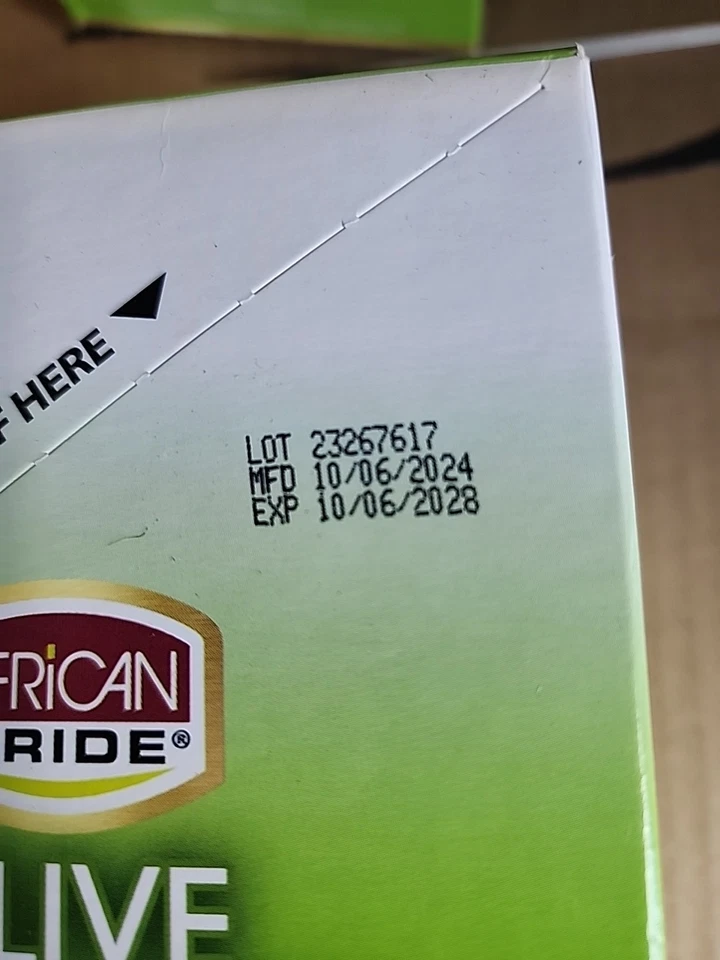 HERE
LOT 23267617
MFD 10/06/2024
EXP 10/06/2028
FRiCAN
RIDE®
LIVE